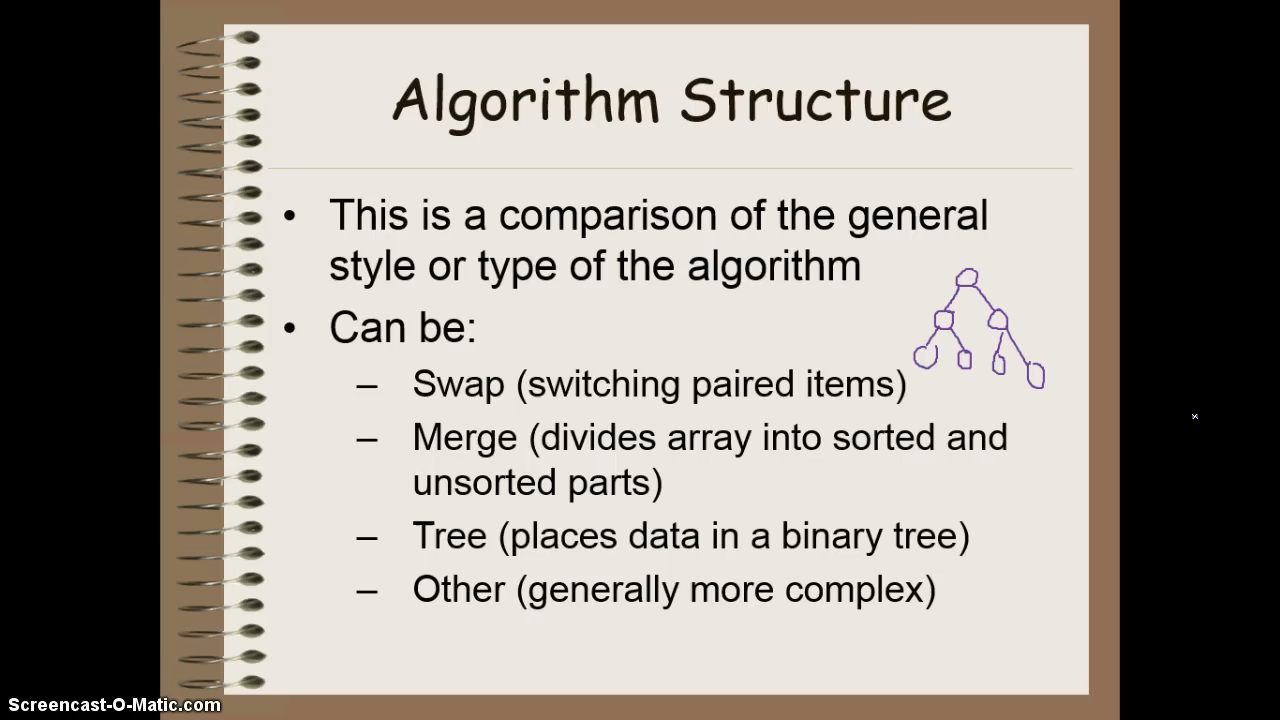 Algorithm Structure
• This is a comparison of the general
style or type of the algorithm
• Can be:
– Swap (switching paired items)
– Merge (divides array into sorted and
unsorted parts)
– Tree (places data in a binary tree)
– Other (generally more complex)
Screencast-O-Matic.com